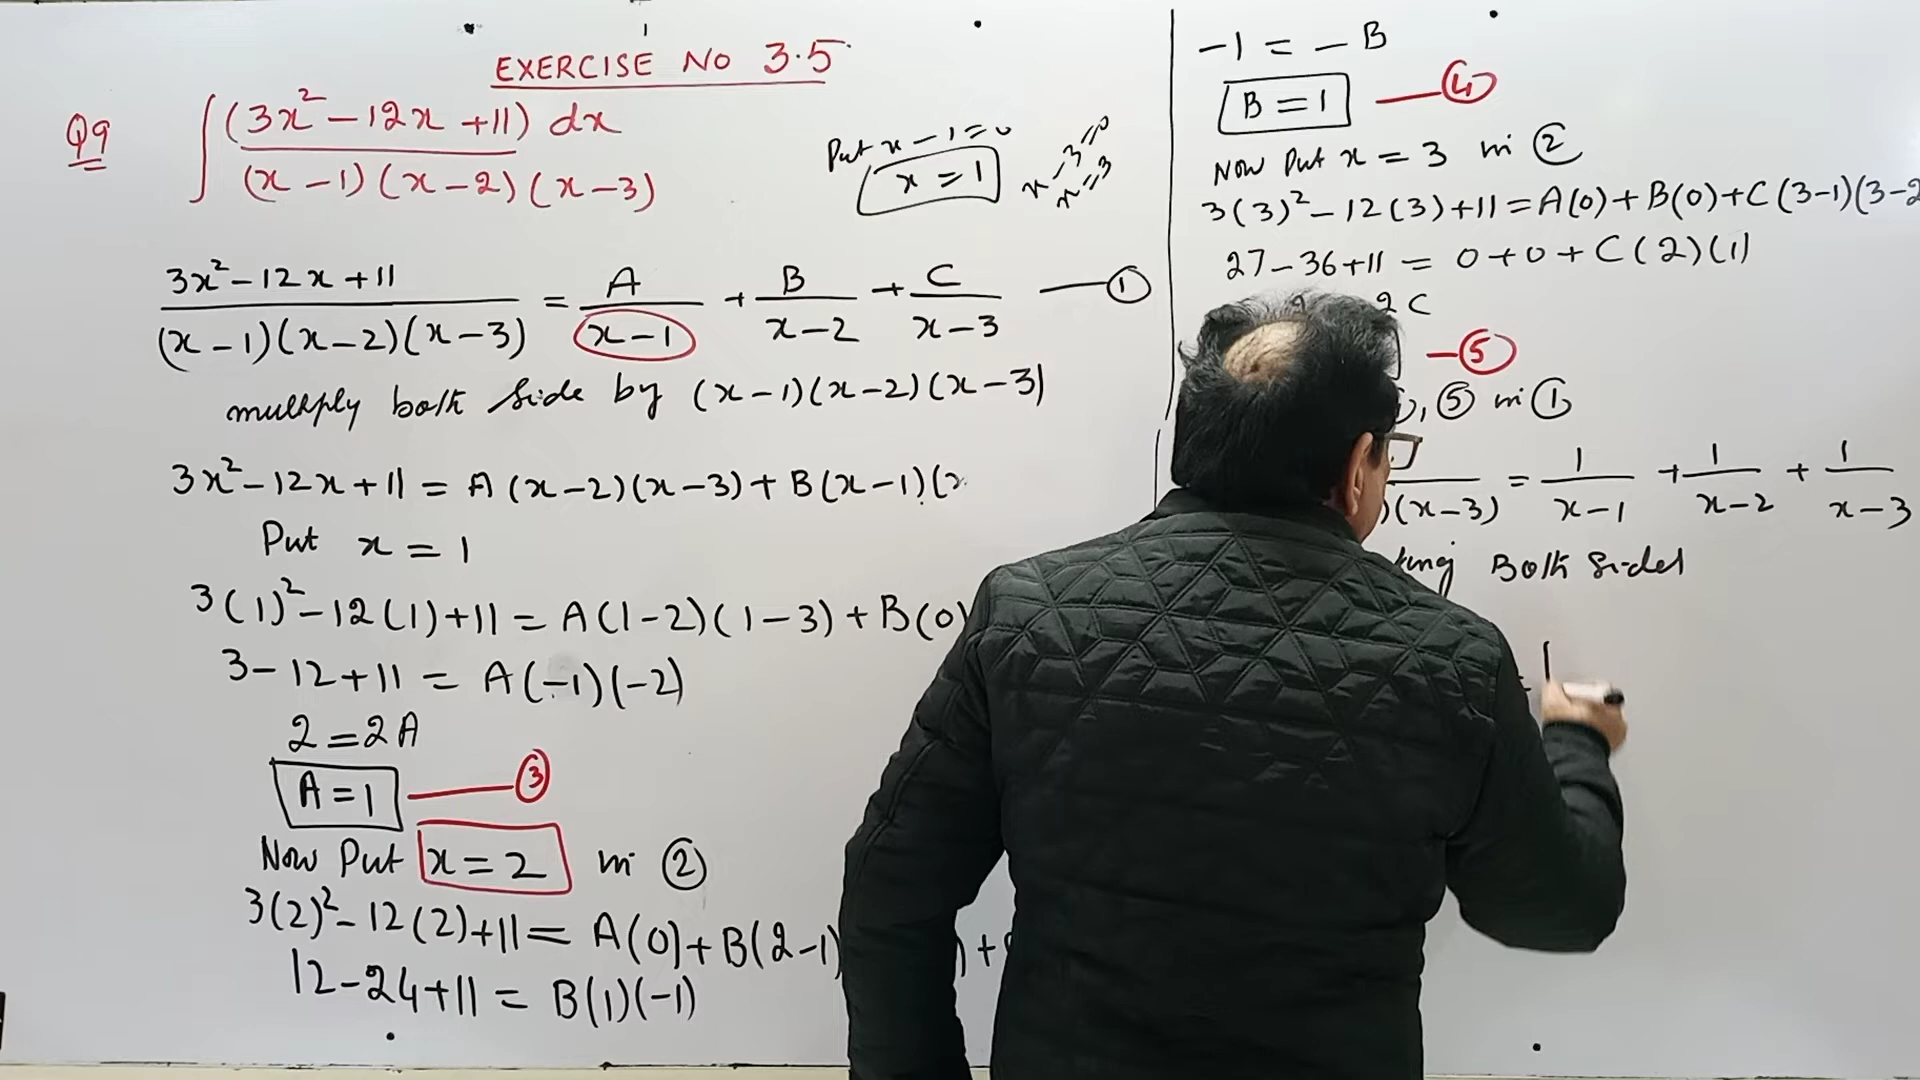 EXERCISE NO 3.5
Q9 ∫ (3x² - 12x + 11) dx / (x - 1)(x - 2)(x - 3)
Put x - 1 = 0
x = 1
x - 3 = 0
x = 3
3x² - 12x + 11 / (x - 1)(x - 2)(x - 3) = A / x - 1 + B / x - 2 + C / x - 3 — ①
multiply both side by (x - 1)(x - 2)(x - 3)
3x² - 12x + 11 = A (x - 2)(x - 3) + B (x - 1)(
Put x = 1
3(1)² - 12(1) + 11 = A(1 - 2)(1 - 3) + B(0)
3 - 12 + 11 = A(-1)(-2)
2 = 2A
A = 1 — ③
Now Put x = 2 in ②
3(2)² - 12(2) + 11 = A(0) + B(2 - 1) ) +
12 - 24 + 11 = B(1)(-1)
-1 = - B
B = 1 — ④
Now Put x = 3 in ②
3(3)² - 12(3) + 11 = A(0) + B(0) + C(3-1)(3-2
27 - 36 + 11 = 0 + 0 + C(2)(1)
2C
— ⑤
, ⑤ in ①
)(x - 3) = 1 / x - 1 + 1 / x - 2 + 1 / x - 3
king Both Sides